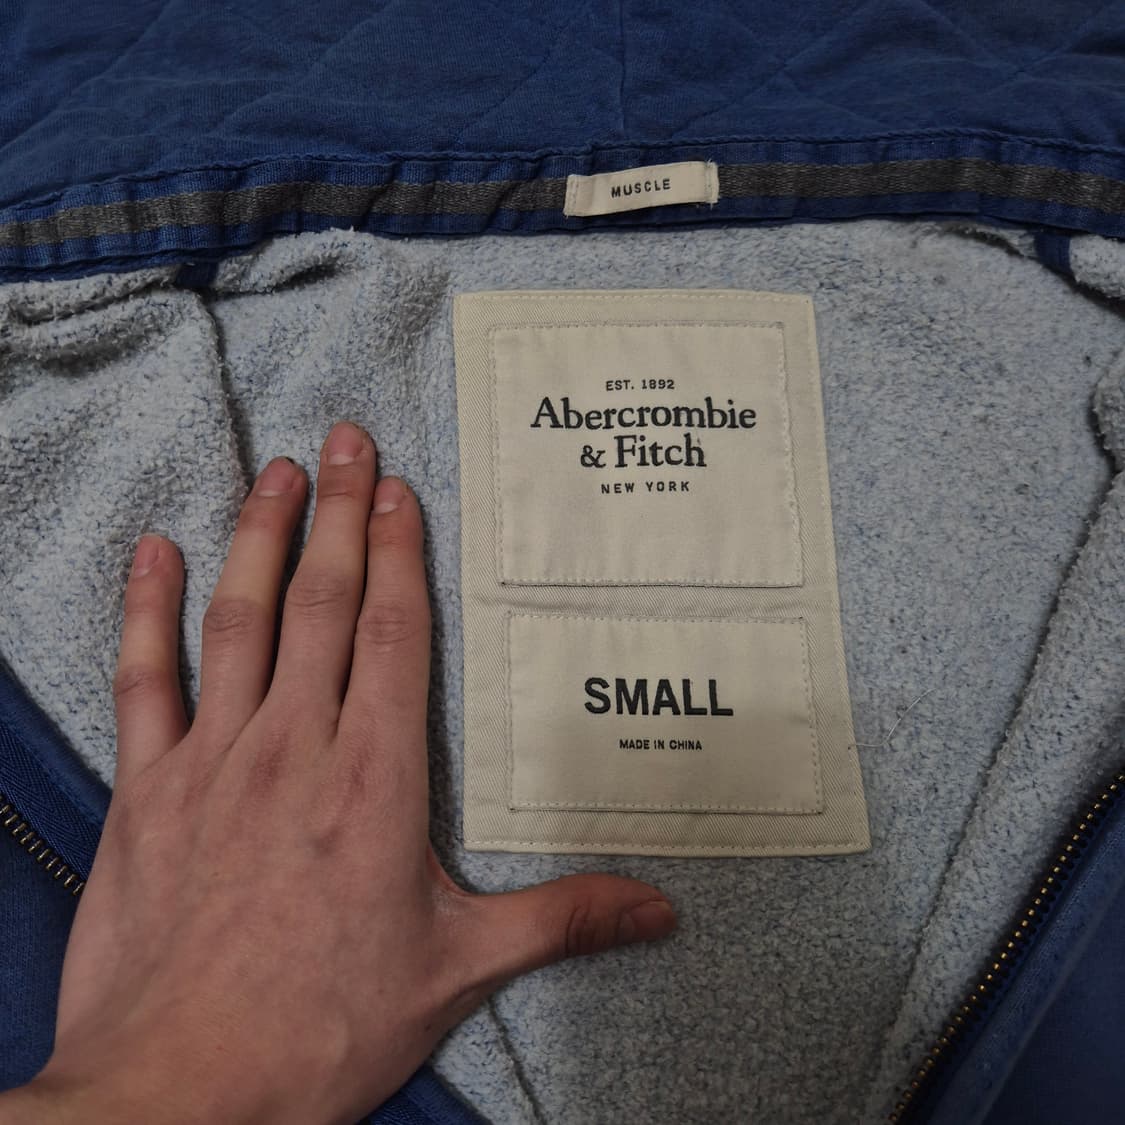 MUSCLE
EST. 1892
Abercrombie
& Fitch
NEW YORK
SMALL
MADE IN CHINA